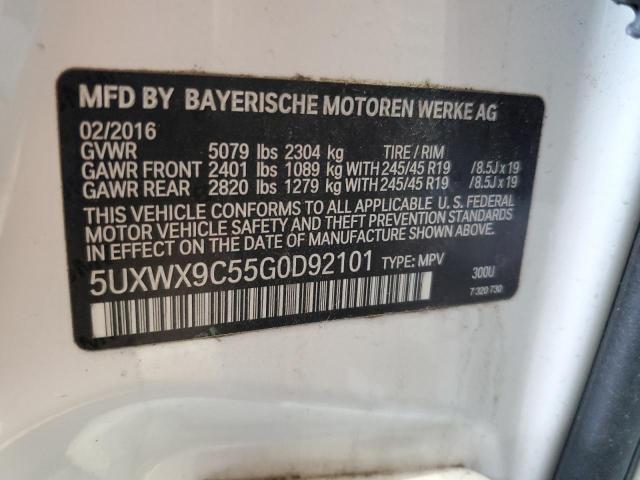 MFD BY BAYERISCHE MOTOREN WERKE AG
02/2016
GVWR 5079 lbs 2304 kg TIRE / RIM
GAWR FRONT 2401 lbs 1089 kg WITH 245/45 R19 /8.5J x 19
GAWR REAR 2820 lbs 1279 kg WITH 245/45 R19 /8.5J x 19
THIS VEHICLE CONFORMS TO ALL APPLICABLE U. S. FEDERAL
MOTOR VEHICLE SAFETY AND THEFT PREVENTION STANDARDS
IN EFFECT ON THE DATE OF MANUFACTURE SHOWN ABOVE.
5UXWX9C55G0D92101 TYPE: MPV 300U
7 320 730